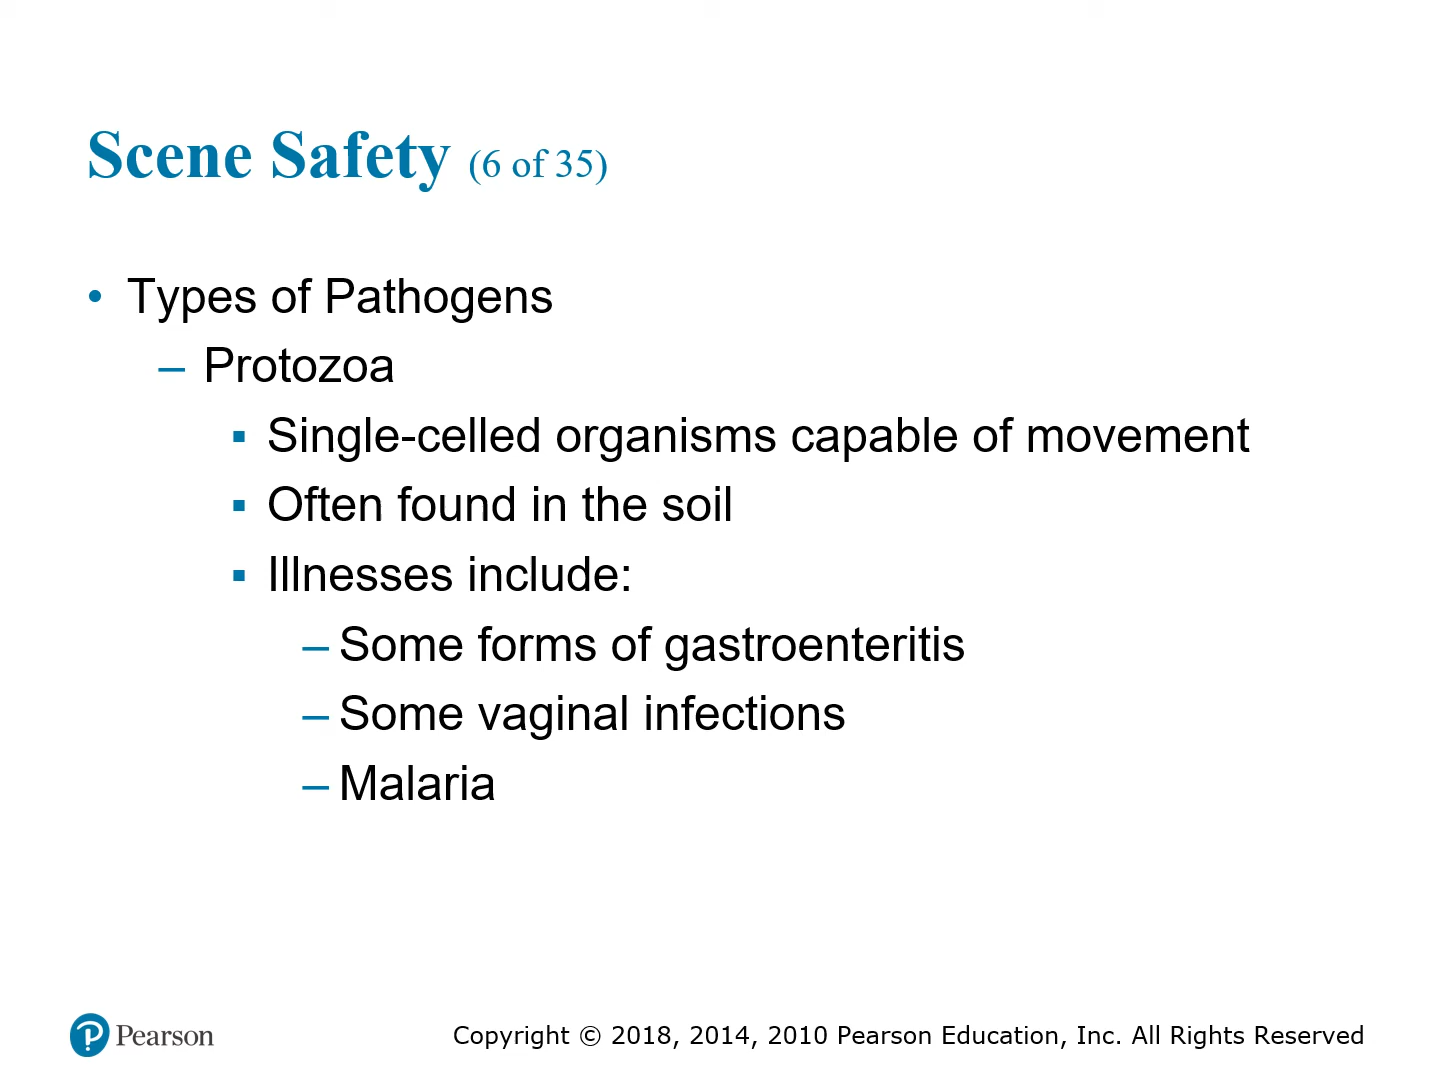 Scene Safety (6 of 35)
• Types of Pathogens
– Protozoa
▪ Single-celled organisms capable of movement
▪ Often found in the soil
▪ Illnesses include:
– Some forms of gastroenteritis
– Some vaginal infections
– Malaria
Pearson
Copyright © 2018, 2014, 2010 Pearson Education, Inc. All Rights Reserved